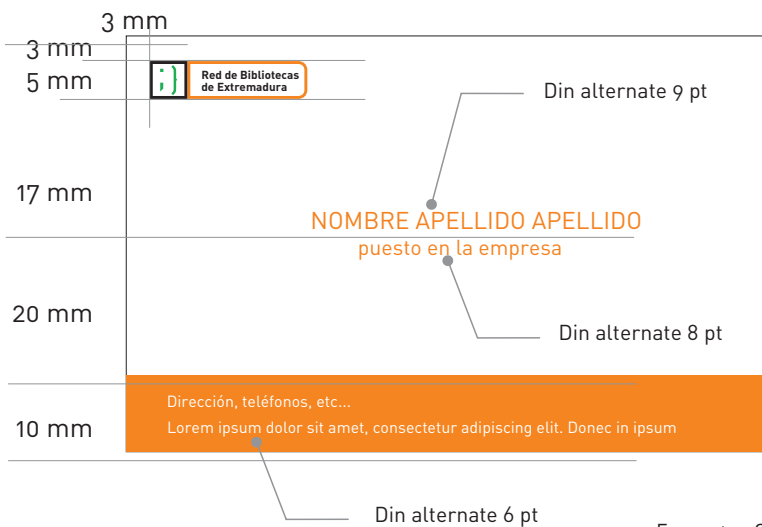 3 mm
3 mm
5 mm
;}
Red de Bibliotecas
de Extremadura
Din alternate 9 pt
17 mm
NOMBRE APELLIDO APELLIDO
puesto en la empresa
20 mm
Din alternate 8 pt
Dirección, teléfonos, etc...
Lorem ipsum dolor sit amet, consectetur adipiscing elit. Donec in ipsum
10 mm
Din alternate 6 pt